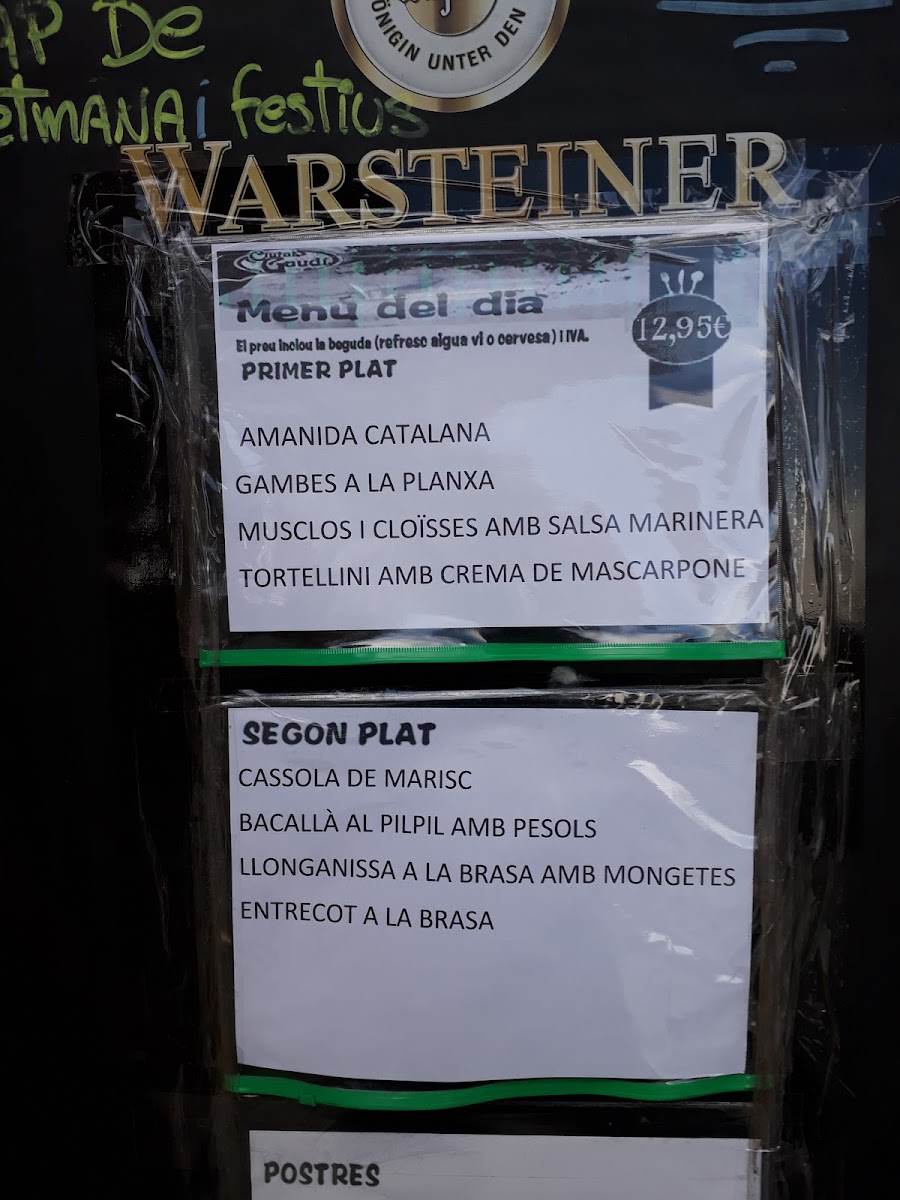 AP DE
ETMANA i festius
KÖNIGIN UNTER DEN
WARSTEINER
Ciutat Gaudí
Menú del dia
12,95€
El preu inclou la beguda (refresc aigua vi o cervesa) i IVA.
PRIMER PLAT
AMANIDA CATALANA
GAMBES A LA PLANXA
MUSCLOS I CLOÏSSES AMB SALSA MARINERA
TORTELLINI AMB CREMA DE MASCARPONE
SEGON PLAT
CASSOLA DE MARISC
BACALLÀ AL PILPIL AMB PESOLS
LLONGANISSA A LA BRASA AMB MONGETES
ENTRECOT A LA BRASA
POSTRES